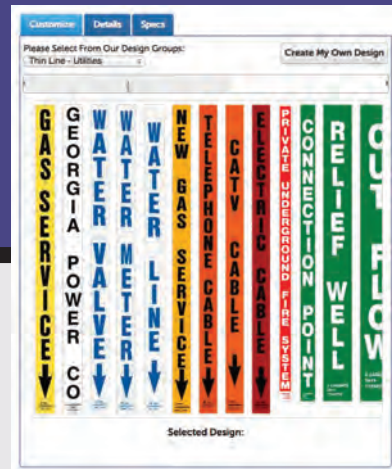 Customize
Details
Specs
Please Select From Our Design Groups:
Thin Line - Utilities
Create My Own Design
GAS SERVICE
GEORGIA POWER CO
WATER VALVE
WATER METER
WATER LINE
NEW GAS SERVICE
TELEPHONE CABLE
CATV CABLE
ELECTRIC CABLE
PRIVATE UNDERGROUND FIRE SYSTEM
CONNECTION POINT
RELIEF WELL
OUT FLOW
Selected Design: